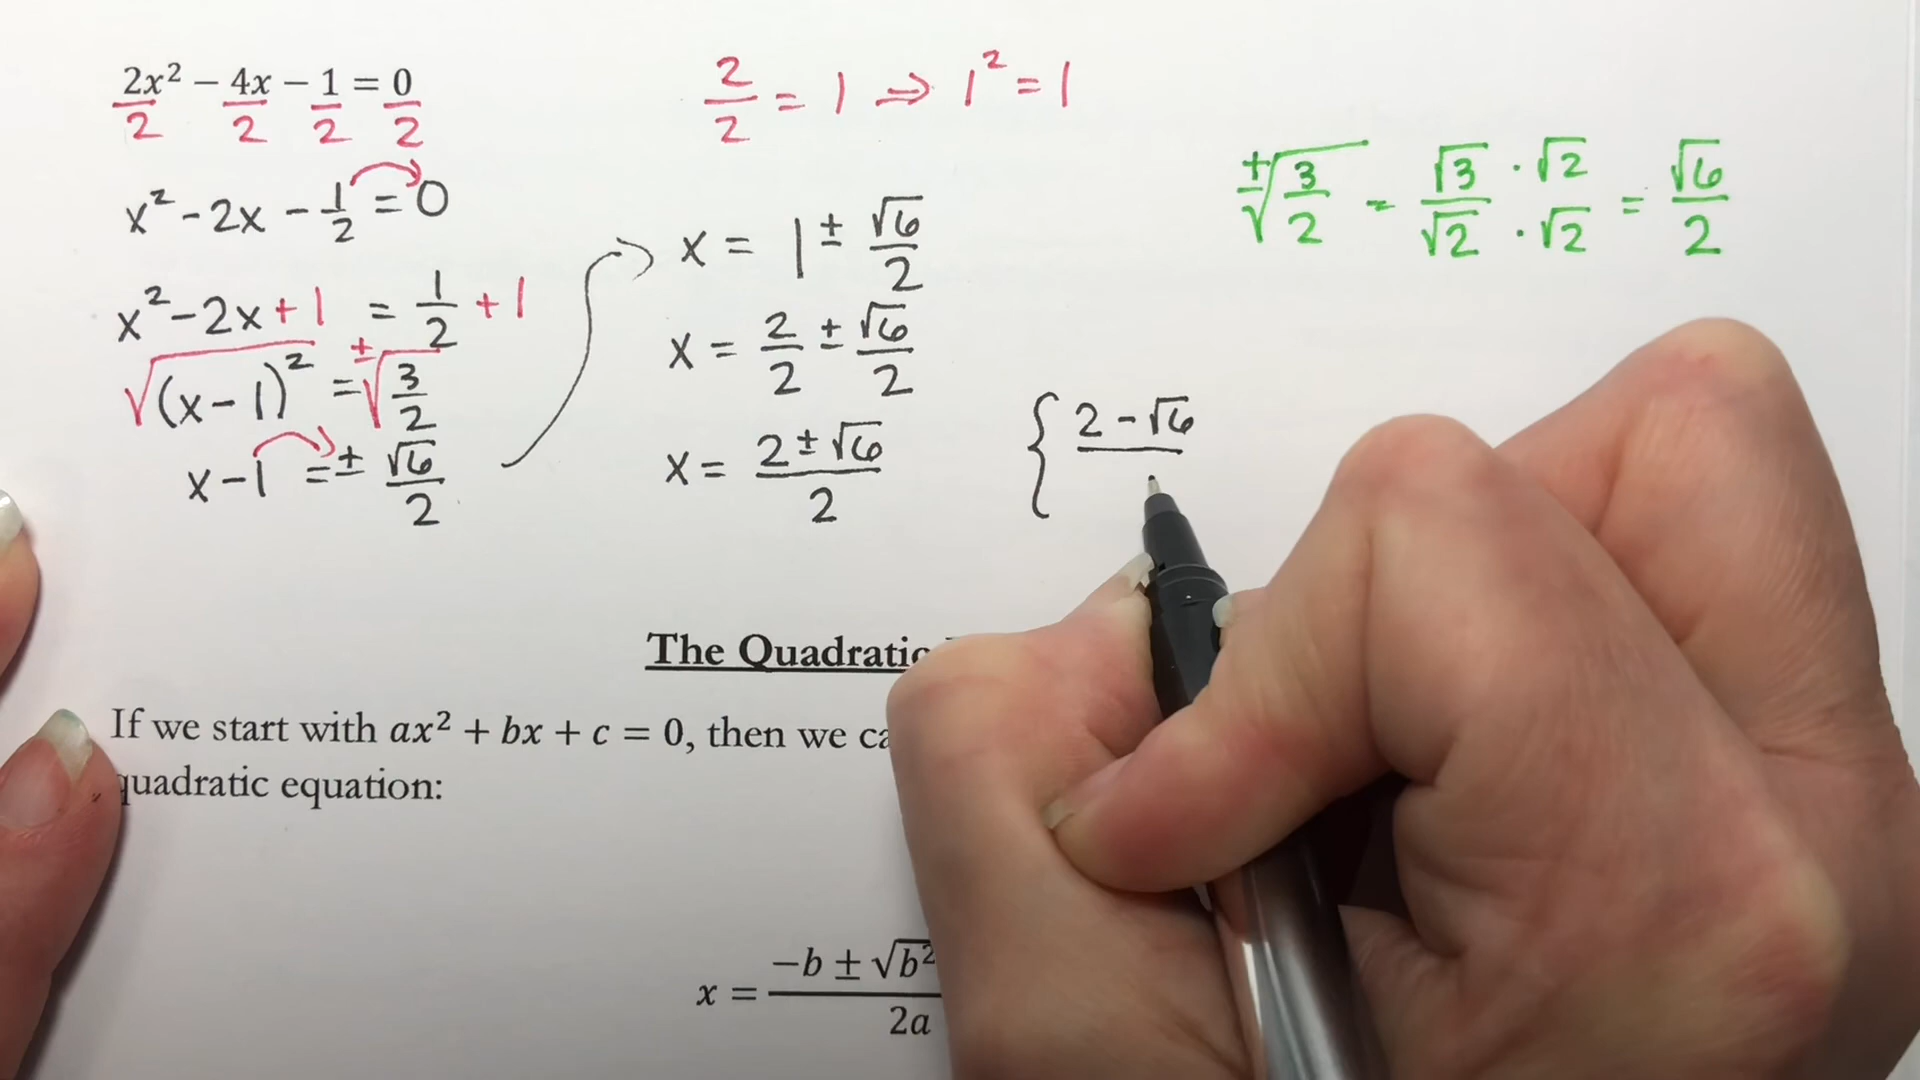 2x² − 4x − 1 = 0
2 2 2 2
x² - 2x - 1/2 = 0
x² - 2x + 1 = 1/2 + 1
√(x - 1)² = ±√3/2
x - 1 = ± √6/2
2/2 = 1 ⇒ 1² = 1
x = 1 ± √6/2
x = 2/2 ± √6/2
x = 2 ± √6 / 2
±√3/2 = √3/√2 · √2/√2 = √6/2
{ 2 - √6
The Quadratic
If we start with ax² + bx + c = 0, then we
quadratic equation:
x = −b ± √b² / 2a